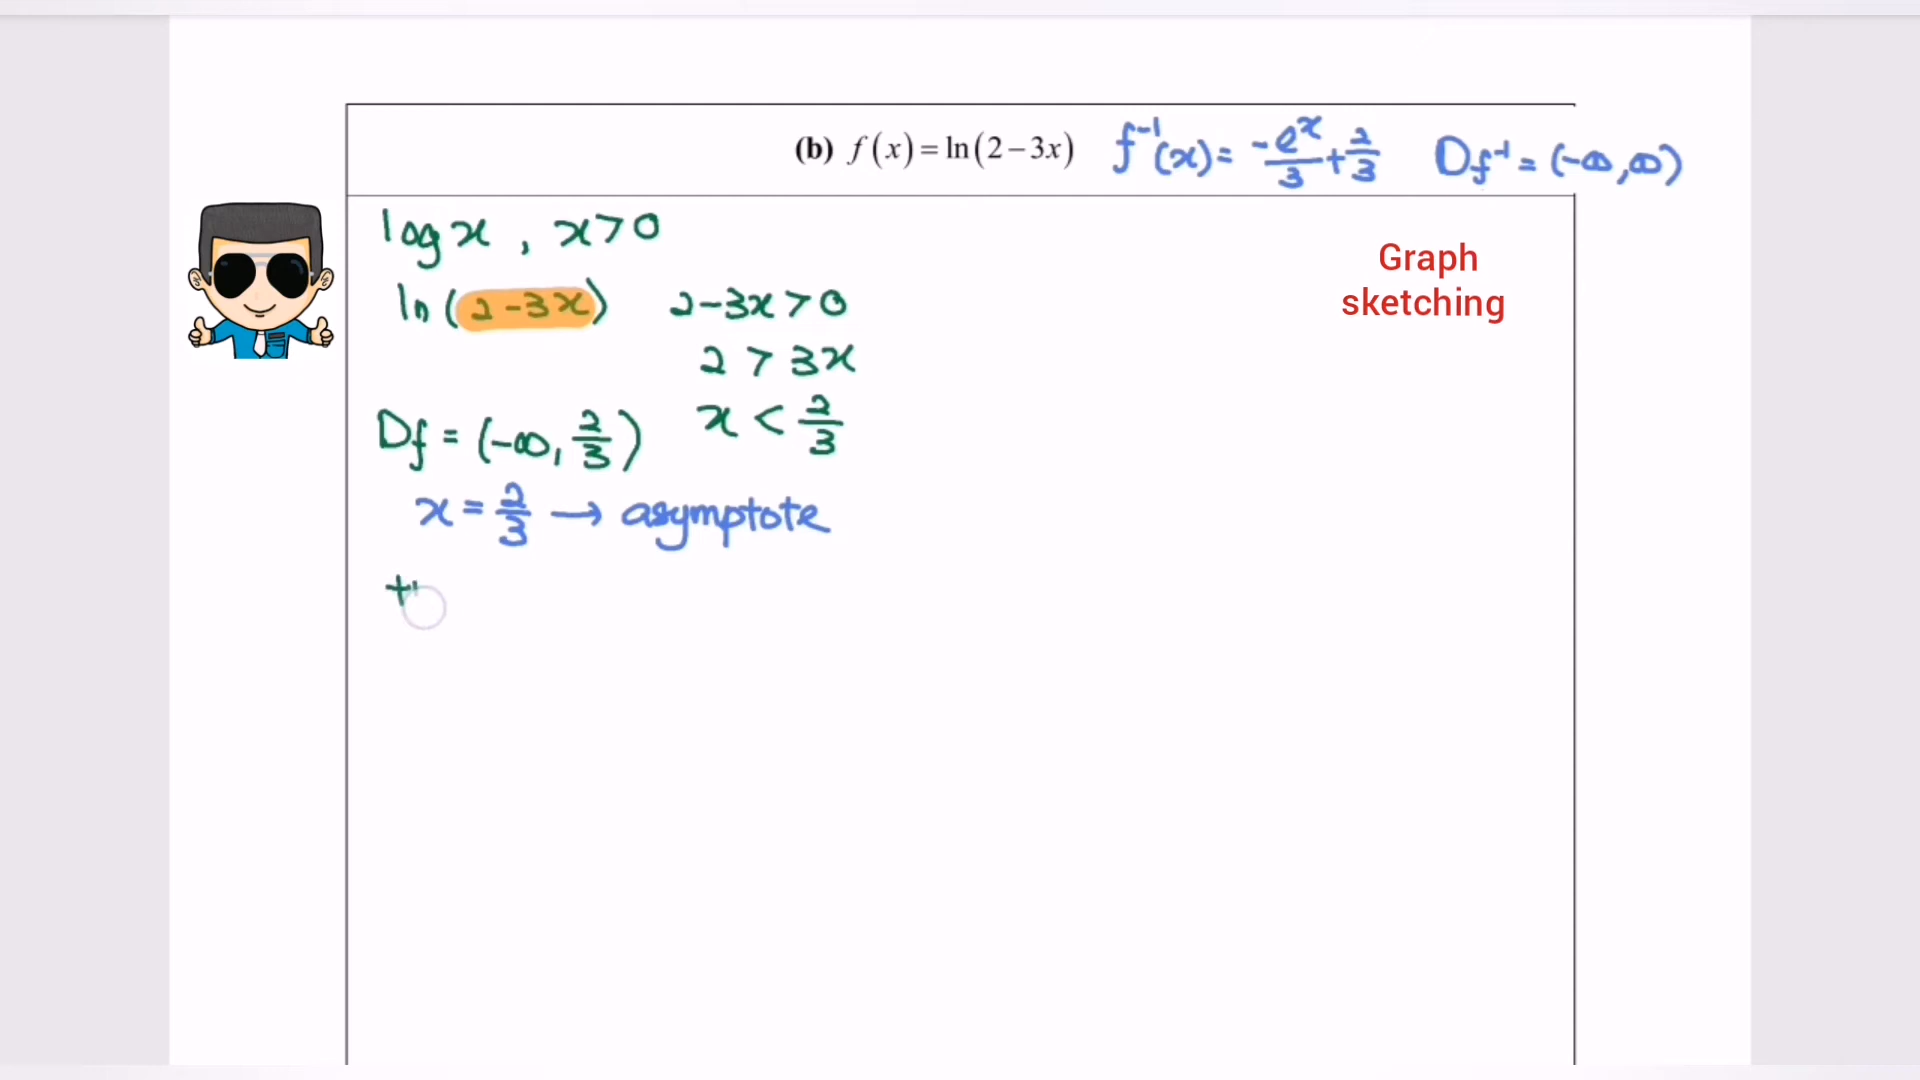 (b) f(x) = ln(2−3x) f⁻¹(x) = -eˣ/3 + 2/3 Df⁻¹ = (-∞, ∞)
log x , x > 0
Graph
sketching
ln (2-3x) 2-3x > 0
2 > 3x
Df = (-∞, 2/3) x < 2/3
x = 2/3 → asymptote